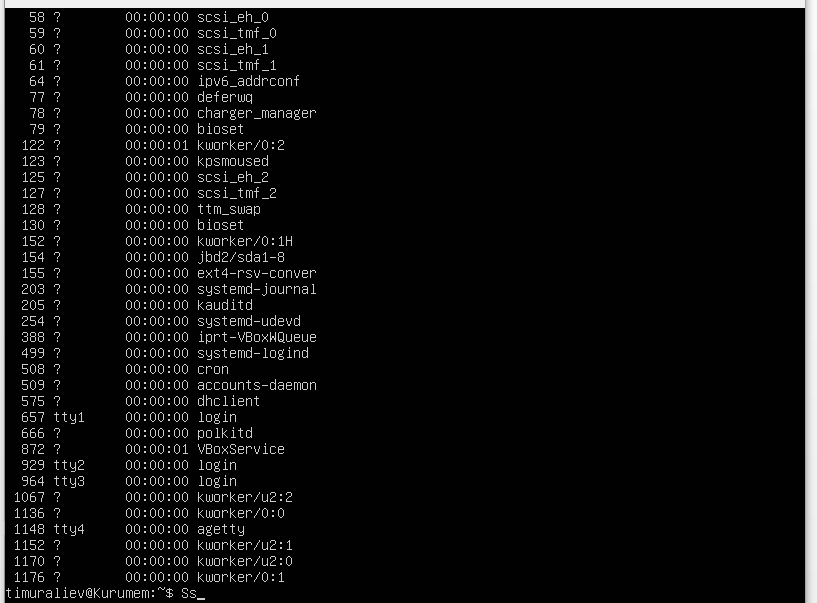 58 ? 00:00:00 scsi_eh_0
59 ? 00:00:00 scsi_tmf_0
60 ? 00:00:00 scsi_eh_1
61 ? 00:00:00 scsi_tmf_1
64 ? 00:00:00 ipv6_addrconf
77 ? 00:00:00 deferwq
78 ? 00:00:00 charger_manager
79 ? 00:00:00 bioset
122 ? 00:00:01 kworker/0:2
123 ? 00:00:00 kpsmoused
125 ? 00:00:00 scsi_eh_2
127 ? 00:00:00 scsi_tmf_2
128 ? 00:00:00 ttm_swap
130 ? 00:00:00 bioset
152 ? 00:00:00 kworker/0:1H
154 ? 00:00:00 jbd2/sda1-8
155 ? 00:00:00 ext4-rsv-conver
203 ? 00:00:00 systemd-journal
205 ? 00:00:00 kauditd
254 ? 00:00:00 systemd-udevd
388 ? 00:00:00 iprt-VBoxWQueue
499 ? 00:00:00 systemd-logind
508 ? 00:00:00 cron
509 ? 00:00:00 accounts-daemon
575 ? 00:00:00 dhclient
657 tty1 00:00:00 login
666 ? 00:00:00 polkitd
872 ? 00:00:01 VBoxService
929 tty2 00:00:00 login
964 tty3 00:00:00 login
1067 ? 00:00:00 kworker/u2:2
1136 ? 00:00:00 kworker/0:0
1148 tty4 00:00:00 agetty
1152 ? 00:00:00 kworker/u2:1
1170 ? 00:00:00 kworker/u2:0
1176 ? 00:00:00 kworker/0:1
timuraliev@Kurumem:~$ Ss_